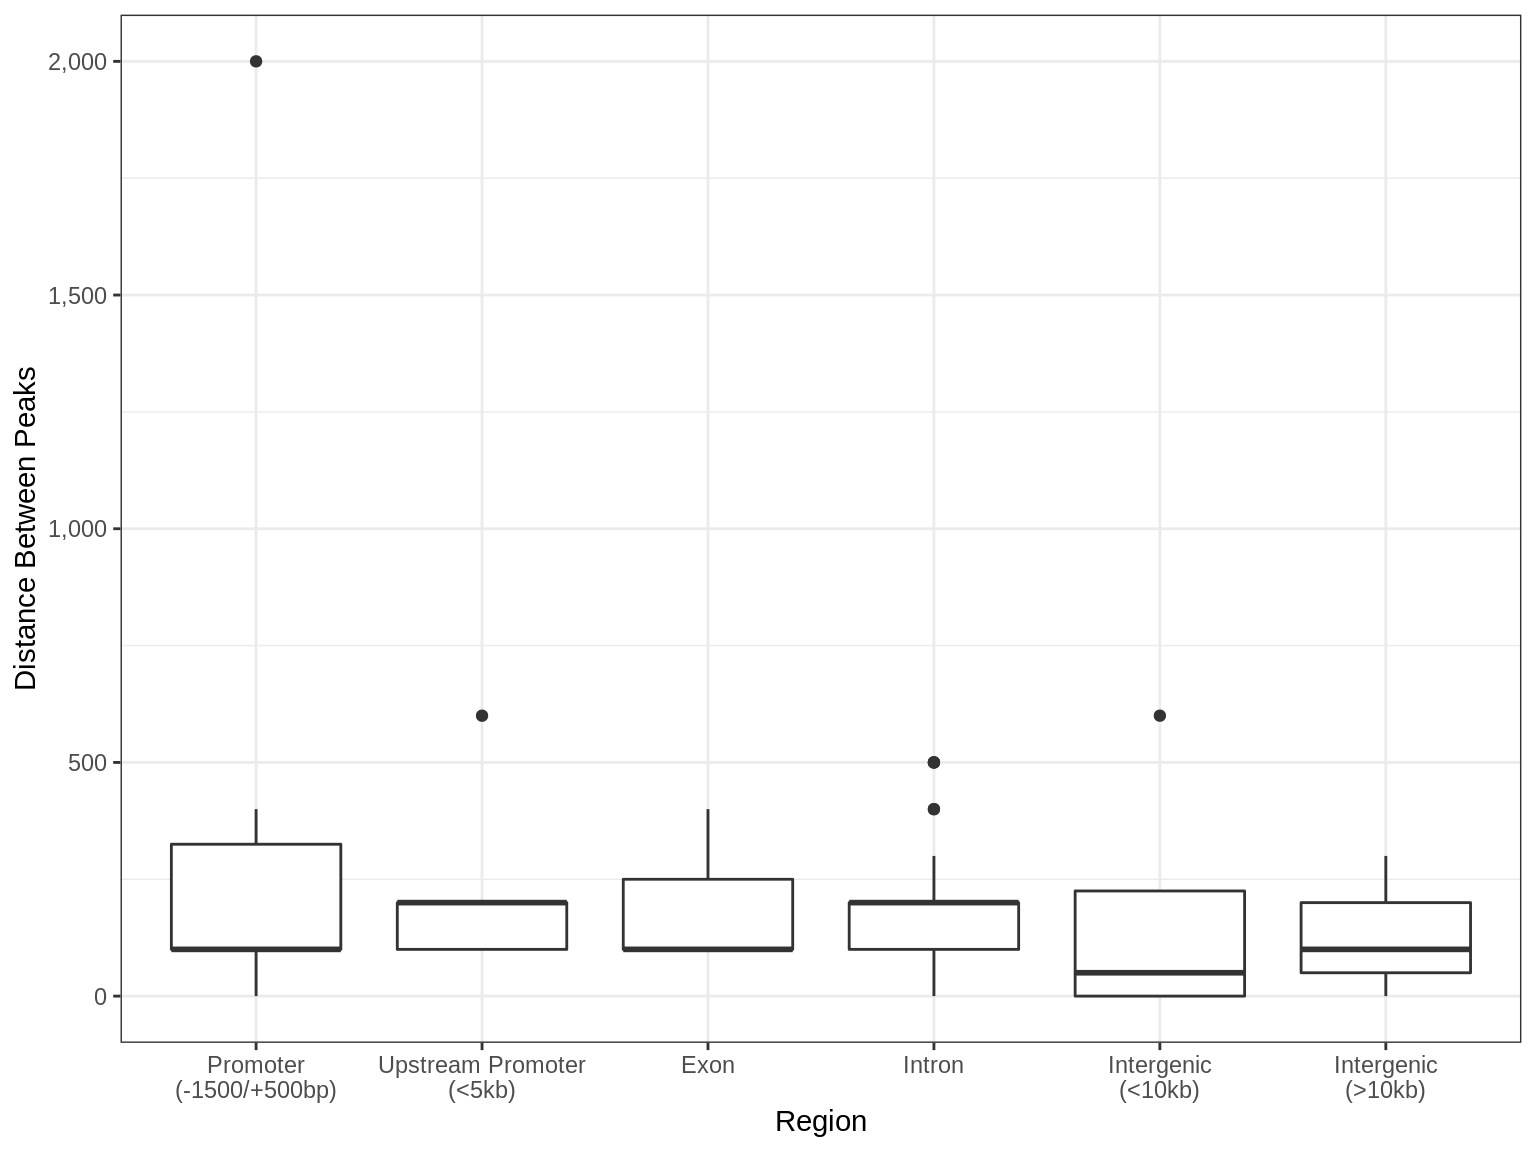 2,000
1,500
1,000
500
0
Distance Between Peaks
Promoter
(-1500/+500bp)
Upstream Promoter
(<5kb)
Exon
Intron
Intergenic
(<10kb)
Intergenic
(>10kb)
Region